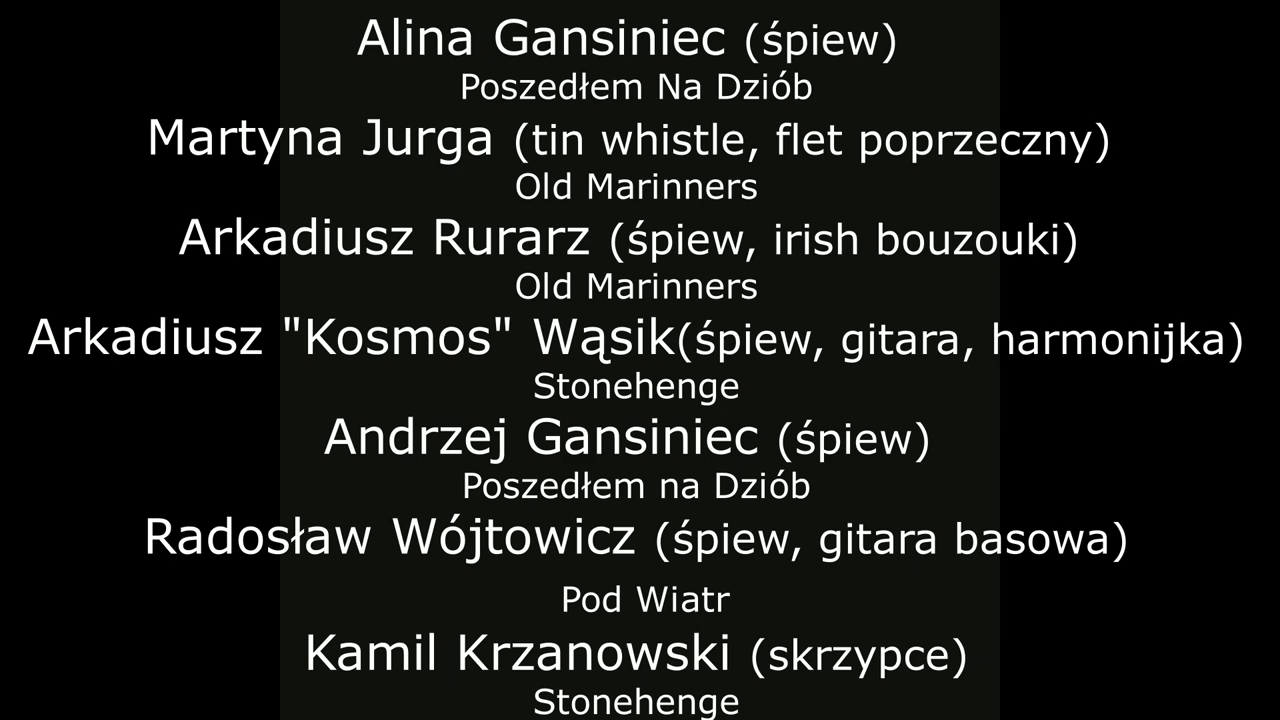 Alina Gansiniec (śpiew)
Poszedłem Na Dziób
Martyna Jurga (tin whistle, flet poprzeczny)
Old Marinners
Arkadiusz Rurarz (śpiew, irish bouzouki)
Old Marinners
Arkadiusz "Kosmos" Wąsik(śpiew, gitara, harmonijka)
Stonehenge
Andrzej Gansiniec (śpiew)
Poszedłem na Dziób
Radosław Wójtowicz (śpiew, gitara basowa)
Pod Wiatr
Kamil Krzanowski (skrzypce)
Stonehenge